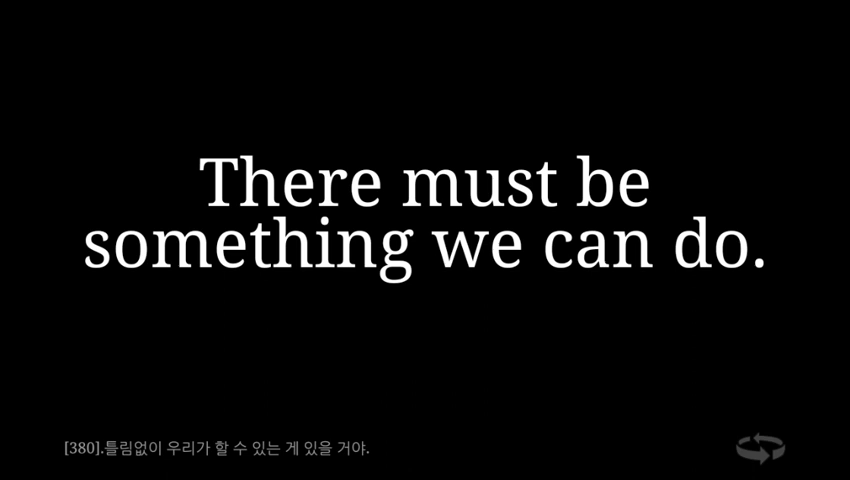 There must be
something we can do.
[380].틀림없이 우리가 할 수 있는 게 있을 거야.